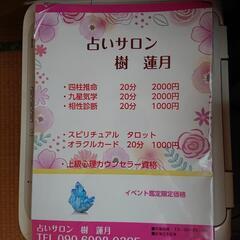 占いサロン
樹 蓮月
・四柱推命 20分 2000円
・九星気学 20分 2000円
・相性診断 20分 1000円
・スピリチュアル タロット
オラクルカード 20分 1000円
・上級心理カウンセラー資格
イベント鑑定限定価格
占いサロン 樹 蓮月